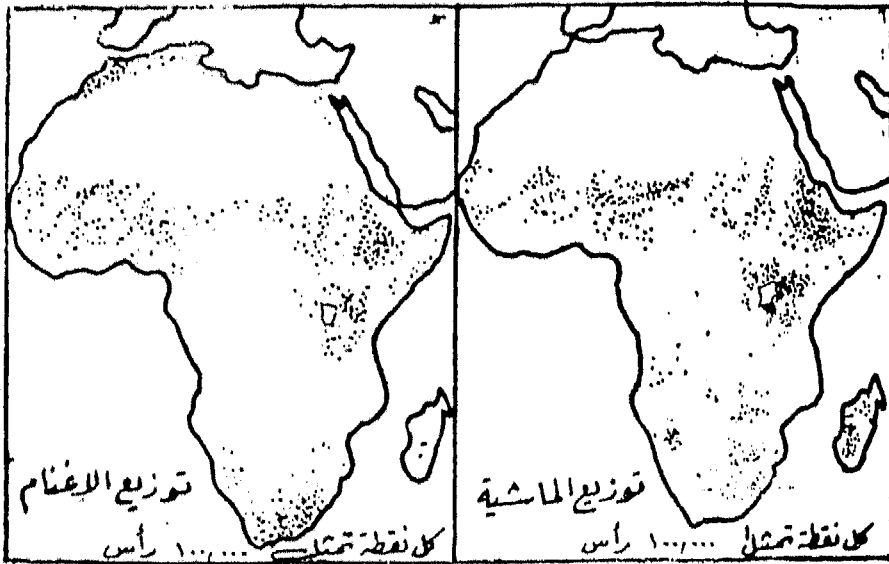 توزيع الماشية
كل نقطة تمثل ١٠٠,٠٠٠ رأس
توزيع الاغنام
كل نقطة تمثل ١٠٠,٠٠٠ رأس